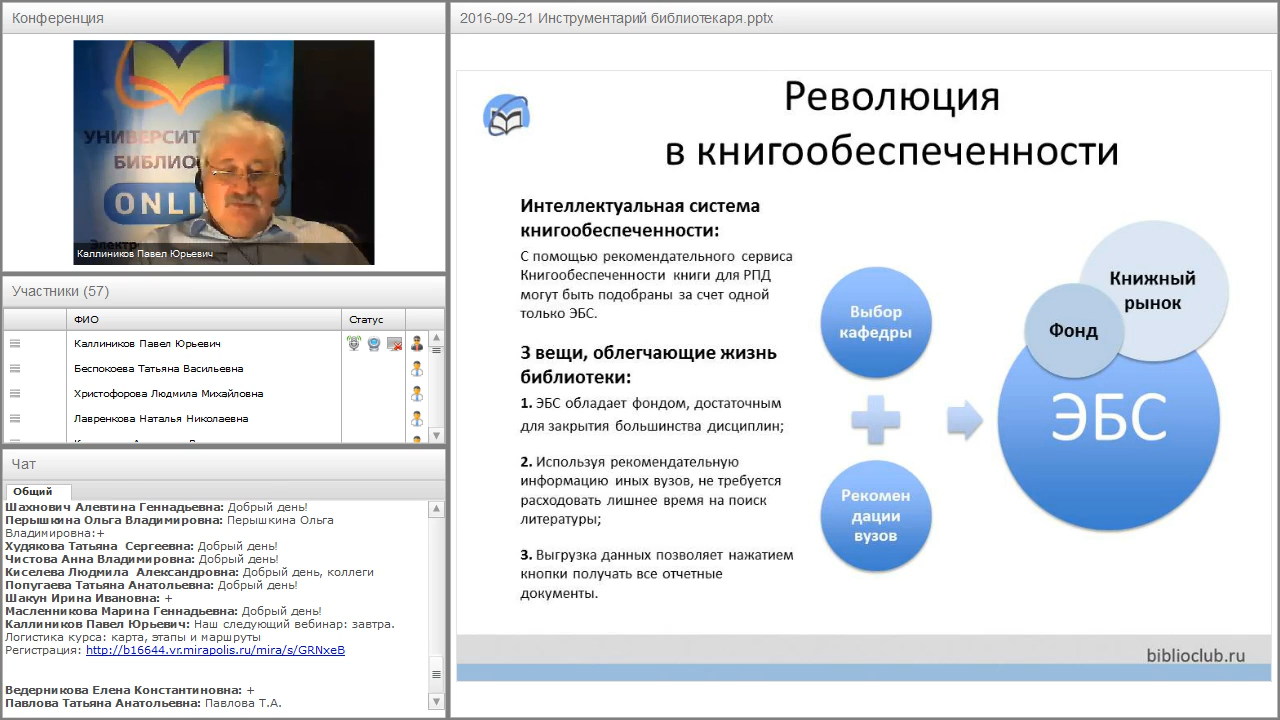 Конференция
УНИВЕРСИТ
БИБЛИО
ONLI
Электр
Каллиников Павел Юрьевич
Участники (57)
ФИО
Статус
Каллиников Павел Юрьевич
Беспокоева Татьяна Васильевна
Христофорова Людмила Михайловна
Лавренкова Наталья Николаевна
Чат
Общий
Шахнович Алевтина Геннадьевна: Добрый день!
Перышкина Ольга Владимировна: Перышкина Ольга
Владимировна:+
Худякова Татьяна Сергеевна: Добрый день!
Чистова Анна Владимировна: Добрый день!
Киселева Людмила Александровна: Добрый день, коллеги
Попугаева Татьяна Анатольевна: Добрый день!
Шакун Ирина Ивановна: +
Масленникова Марина Геннадьевна: Добрый день!
Каллиников Павел Юрьевич: Наш следующий вебинар: завтра.
Логистика курса: карта, этапы и маршруты
Регистрация: http://b16644.vr.mirapolis.ru/mira/s/GRNxeB
Ведерникова Елена Константиновна: +
Павлова Татьяна Анатольевна: Павлова Т.А.
2016-09-21 Инструментарий библиотекаря.pptx
Революция
в книгообеспеченности
Интеллектуальная система
книгообеспеченности:
С помощью рекомендательного сервиса
Книгообеспеченности книги для РПД
могут быть подобраны за счет одной
только ЭБС.
3 вещи, облегчающие жизнь
библиотеки:
1. ЭБС обладает фондом, достаточным
для закрытия большинства дисциплин;
2. Используя рекомендательную
информацию иных вузов, не требуется
расходовать лишнее время на поиск
литературы;
3. Выгрузка данных позволяет нажатием
кнопки получать все отчетные
документы.
Выбор
кафедры
Рекомен
дации
вузов
Книжный
рынок
Фонд
ЭБС
biblioclub.ru